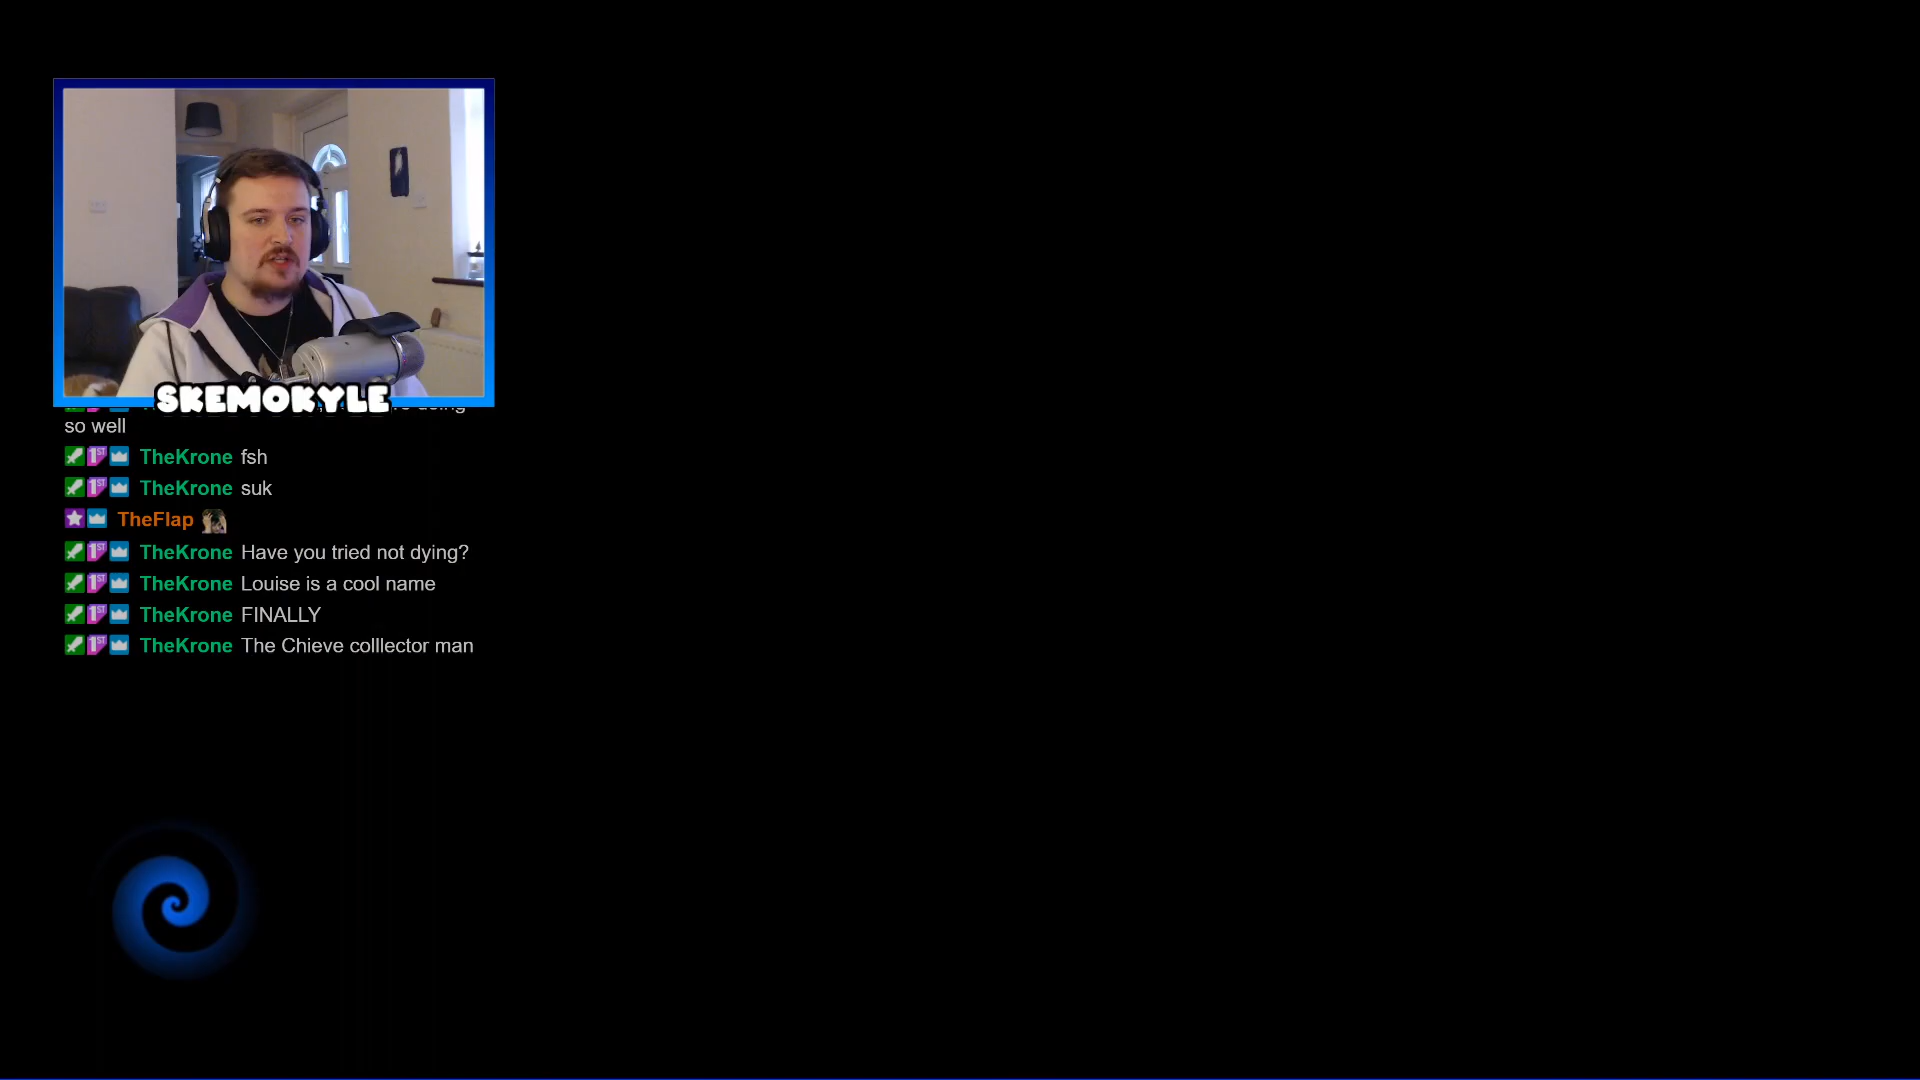 SKEMOKYLE
so well
TheKrone fsh
TheKrone suk
TheFlap
TheKrone Have you tried not dying?
TheKrone Louise is a cool name
TheKrone FINALLY
TheKrone The Chieve colllector man